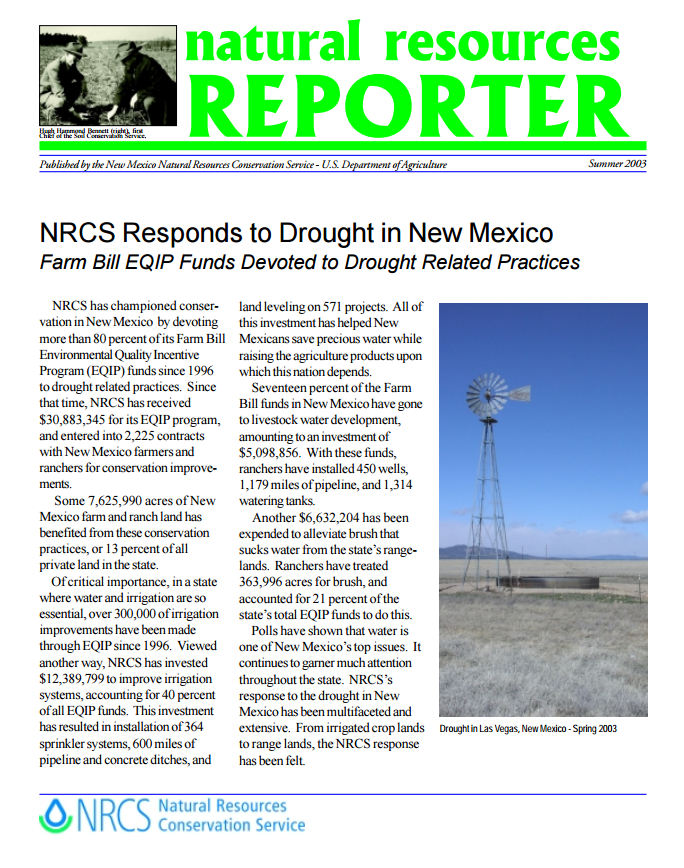 natural resources
REPORTER
Hugh Hammond Bennett (right), first
Chief of the Soil Conservation Service.
Published by the New Mexico Natural Resources Conservation Service - U.S. Department of Agriculture
Summer 2003
NRCS Responds to Drought in New Mexico
Farm Bill EQIP Funds Devoted to Drought Related Practices
NRCS has championed conser-
vation in New Mexico by devoting
more than 80 percent of its Farm Bill
Environmental Quality Incentive
Program (EQIP) funds since 1996
to drought related practices. Since
that time, NRCS has received
$30,883,345 for its EQIP program,
and entered into 2,225 contracts
with New Mexico farmers and
ranchers for conservation improve-
ments.
Some 7,625,990 acres of New
Mexico farm and ranch land has
benefited from these conservation
practices, or 13 percent of all
private land in the state.
Of critical importance, in a state
where water and irrigation are so
essential, over 300,000 of irrigation
improvements have been made
through EQIP since 1996. Viewed
another way, NRCS has invested
$12,389,799 to improve irrigation
systems, accounting for 40 percent
of all EQIP funds. This investment
has resulted in installation of 364
sprinkler systems, 600 miles of
pipeline and concrete ditches, and
land leveling on 571 projects. All of
this investment has helped New
Mexicans save precious water while
raising the agriculture products upon
which this nation depends.
Seventeen percent of the Farm
Bill funds in New Mexico have gone
to livestock water development,
amounting to an investment of
$5,098,856. With these funds,
ranchers have installed 450 wells,
1,179 miles of pipeline, and 1,314
watering tanks.
Another $6,632,204 has been
expended to alleviate brush that
sucks water from the state's range-
lands. Ranchers have treated
363,996 acres for brush, and
accounted for 21 percent of the
state's total EQIP funds to do this.
Polls have shown that water is
one of New Mexico's top issues. It
continues to garner much attention
throughout the state. NRCS's
response to the drought in New
Mexico has been multifaceted and
extensive. From irrigated crop lands
to range lands, the NRCS response
has been felt.
Drought in Las Vegas, New Mexico - Spring 2003
NRCS Natural Resources
Conservation Service